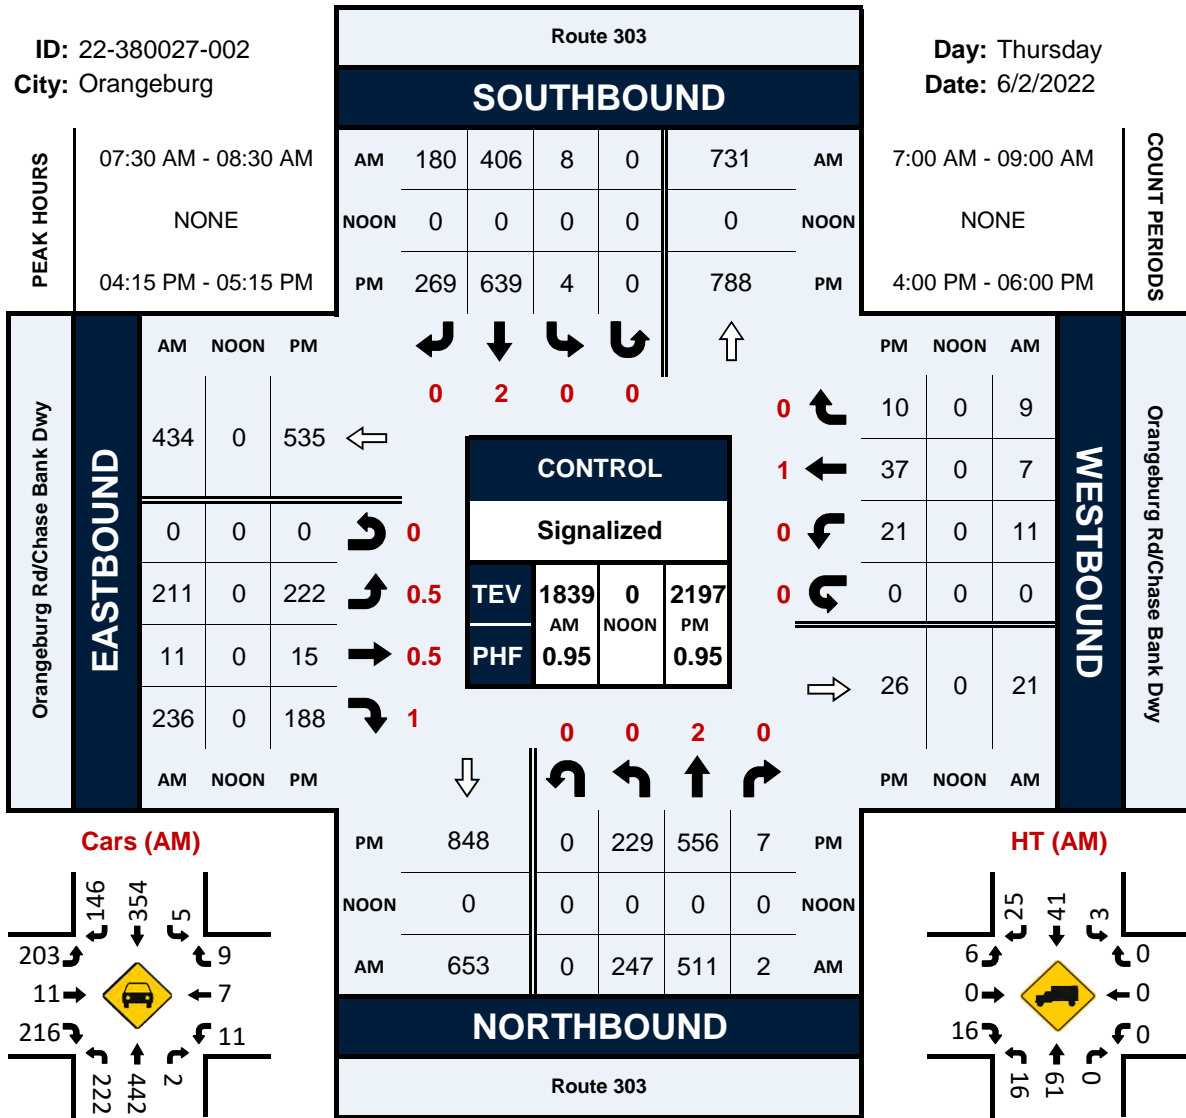 Route 303
ID: 22-380027-002
Day: Thursday
City: Orangeburg
Date: 6/2/2022
SOUTHBOUND
PEAK HOURS
07:30 AM - 08:30 AM
NONE
04:15 PM - 05:15 PM
AM 180 406 8 0 731 AM
NOON 0 0 0 0 0 NOON
PM 269 639 4 0 788 PM
7:00 AM - 09:00 AM
NONE
4:00 PM - 06:00 PM
COUNT PERIODS
0 2 0 0
Orangeburg Rd/Chase Bank Dwy
EASTBOUND
AM NOON PM
434 0 535
0 0 0 0
211 0 222 0.5
11 0 15 0.5
236 0 188 1
AM NOON PM
CONTROL
Signalized
TEV 1839 0 2197
AM NOON PM
PHF 0.95 0.95
PM NOON AM
0 10 0 9
1 37 0 7
0 21 0 11
0 0 0 0
26 0 21
PM NOON AM
WESTBOUND
Orangeburg Rd/Chase Bank Dwy
0 0 2 0
PM 848 0 229 556 7 PM
NOON 0 0 0 0 0 NOON
AM 653 0 247 511 2 AM
NORTHBOUND
Route 303
Cars (AM)
146 354 5
203 9
11 7
216 11
222 442 2
HT (AM)
25 41 3
6 0
0 0
16 0
16 61 0